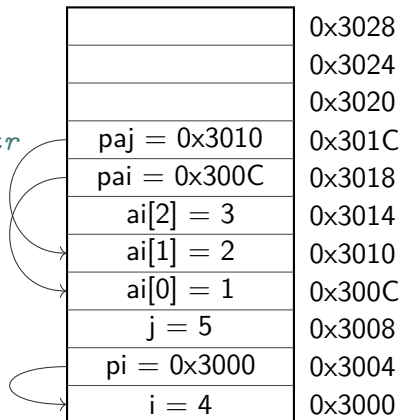 0x3028
0x3024
0x3020
paj = 0x3010 0x301C
pai = 0x300C 0x3018
ai[2] = 3 0x3014
ai[1] = 2 0x3010
ai[0] = 1 0x300C
j = 5 0x3008
pi = 0x3000 0x3004
i = 4 0x3000